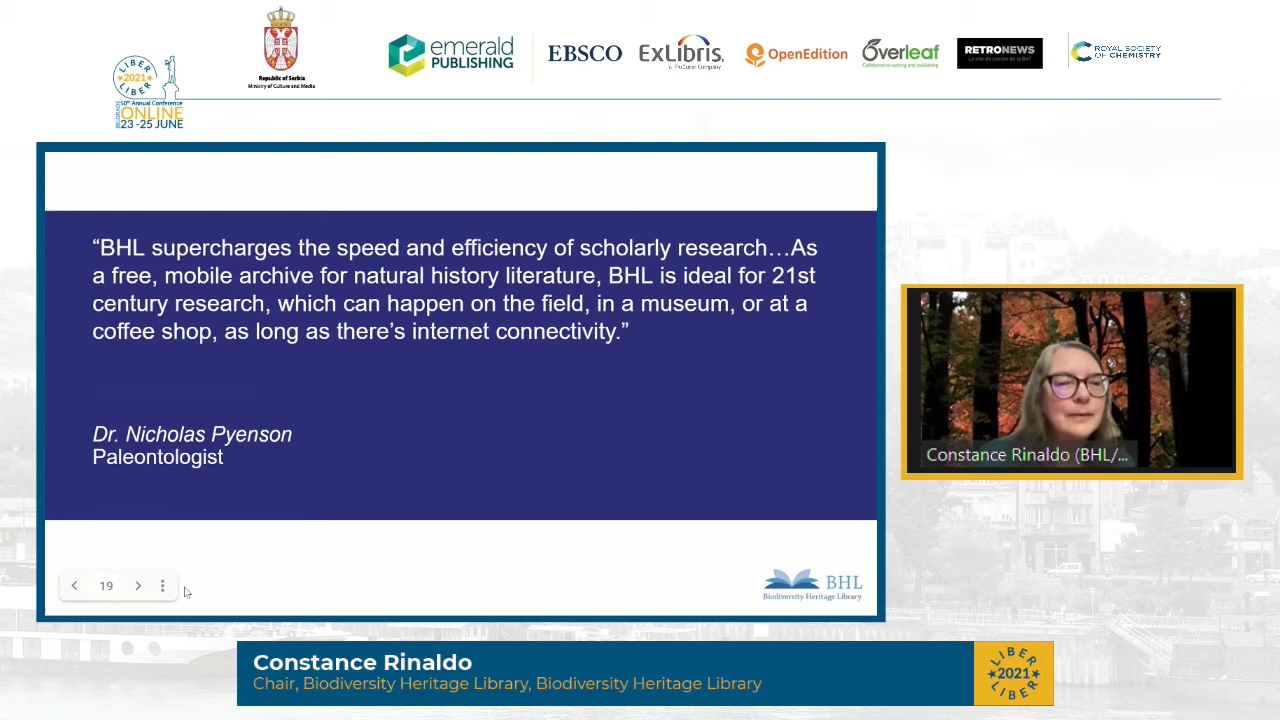 LIBER
2021
LIBER
50th Annual Conference
BELGRADE
ONLINE
23 -25 JUNE
Republic of Serbia
Ministry of Culture and Media
emerald
PUBLISHING
EBSCO
ExLibris
a ProQuest Company
OpenEdition
Overleaf
Collaborative writing and publishing
RETRONEWS
Le site de presse de la BnF
ROYAL SOCIETY
OF CHEMISTRY
“BHL supercharges the speed and efficiency of scholarly research…As
a free, mobile archive for natural history literature, BHL is ideal for 21st
century research, which can happen on the field, in a museum, or at a
coffee shop, as long as there’s internet connectivity.”
Dr. Nicholas Pyenson
Paleontologist
19
BHL
Biodiversity Heritage Library
Constance Rinaldo (BHL/...
Constance Rinaldo
Chair, Biodiversity Heritage Library, Biodiversity Heritage Library
LIBER
2021
LIBER